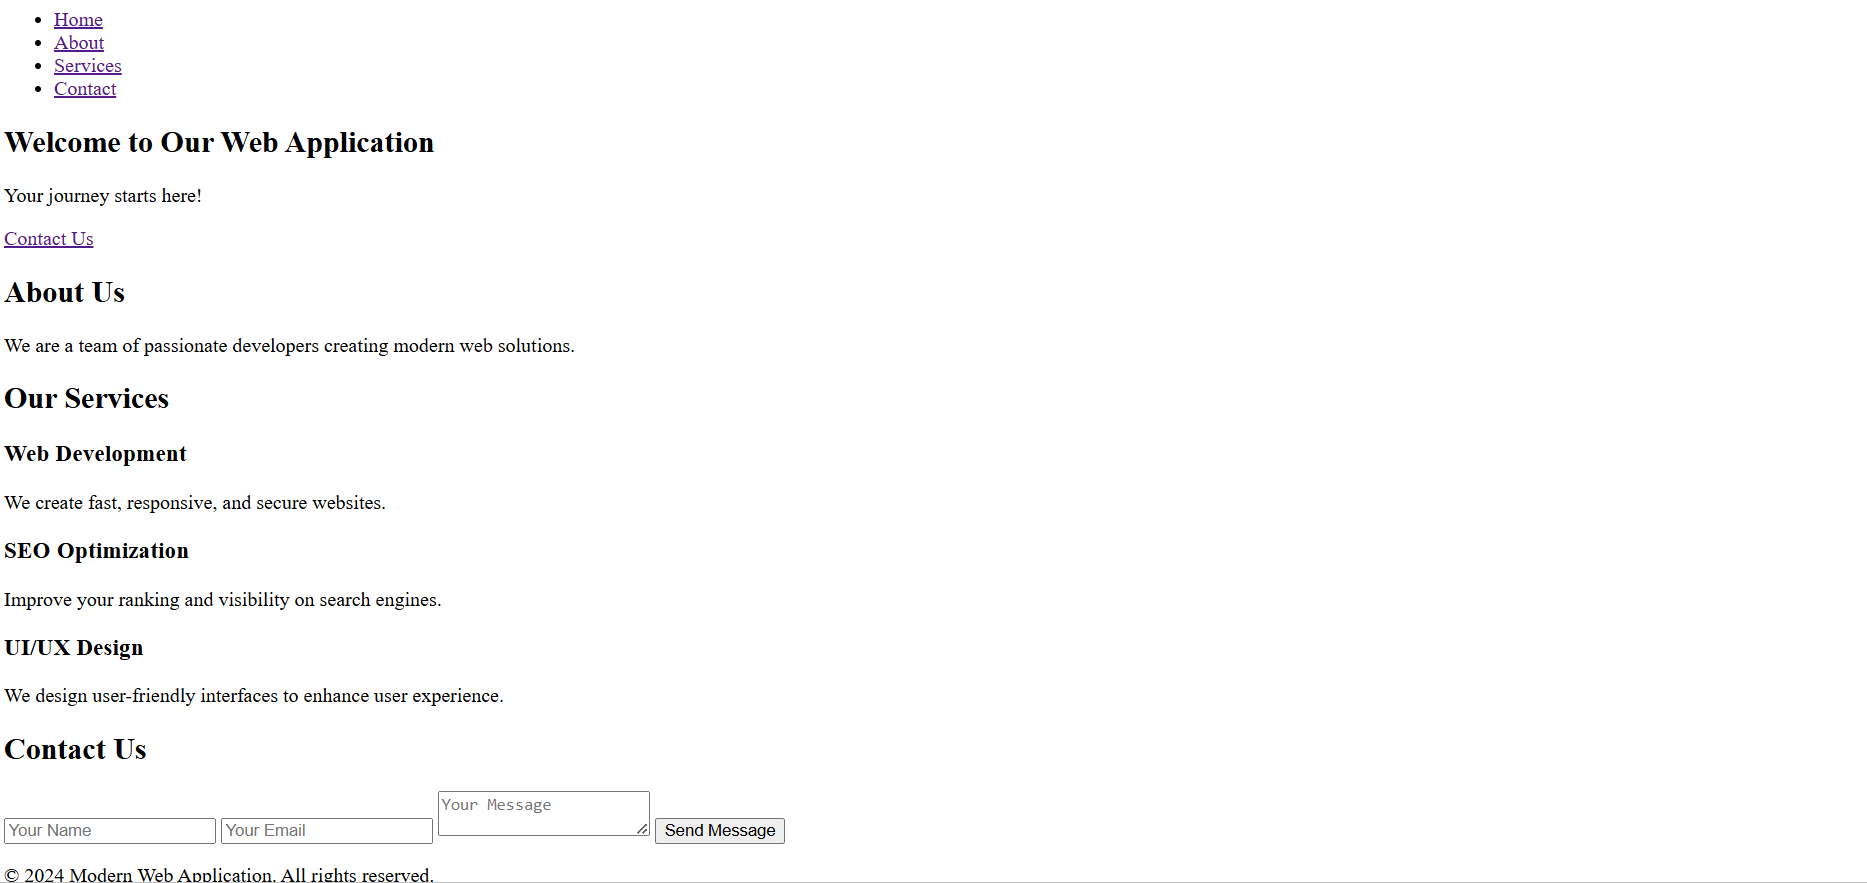 Home
About
Services
Contact
Welcome to Our Web Application
Your journey starts here!
Contact Us
About Us
We are a team of passionate developers creating modern web solutions.
Our Services
Web Development
We create fast, responsive, and secure websites.
SEO Optimization
Improve your ranking and visibility on search engines.
UI/UX Design
We design user-friendly interfaces to enhance user experience.
Contact Us
Your Name Your Email Your Message Send Message
© 2024 Modern Web Application. All rights reserved.